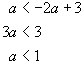 a < −2a + 3
3a < 3
a < 1